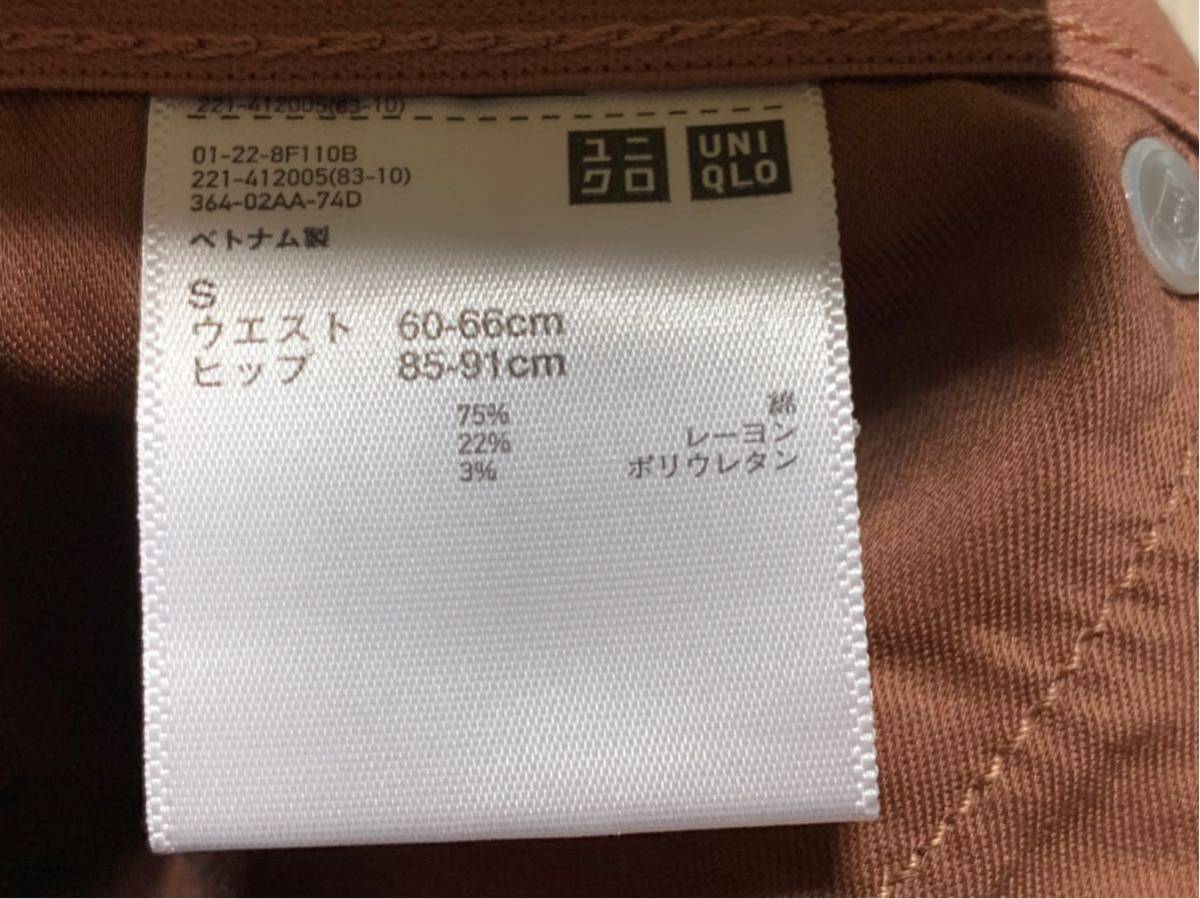 221-412005(83-10)
01-22-8F110B
221-412005(83-10)
364-02AA-74D
ベトナム製
ユニクロ
UNIQLO
S
ウエスト 60-66cm
ヒップ 85-91cm
75% 綿
22% レーヨン
3% ポリウレタン